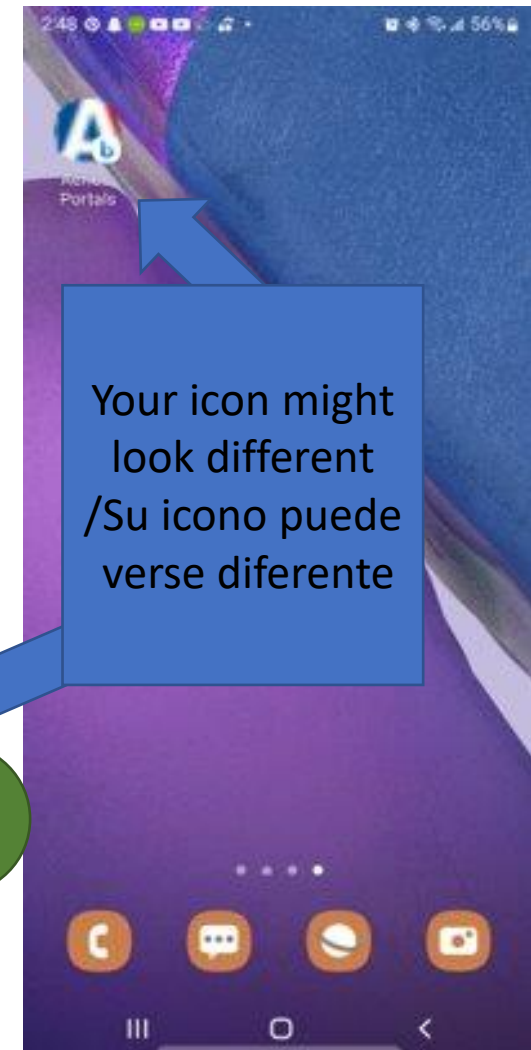 2:48
56%
Portals
Your icon might
look different
/Su icono puede
verse diferente